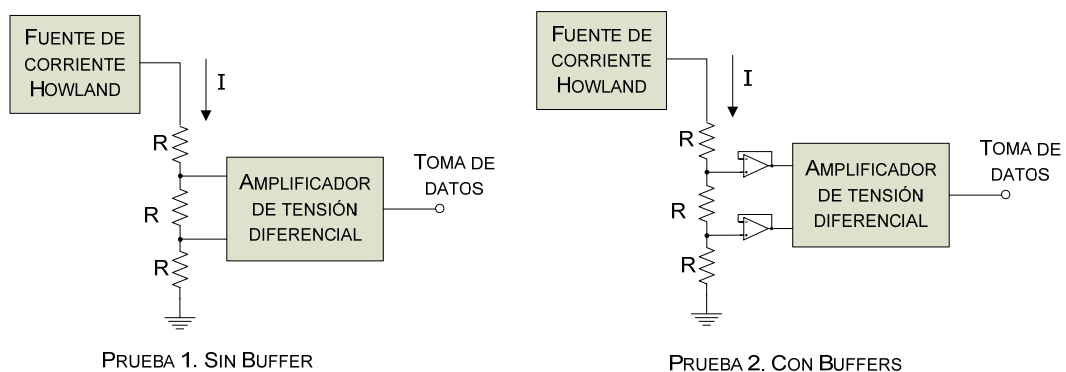 FUENTE DE
CORRIENTE
HOWLAND
I
R
R
R
AMPLIFICADOR
DE TENSIÓN
DIFERENCIAL
TOMA DE
DATOS
PRUEBA 1. SIN BUFFER
FUENTE DE
CORRIENTE
HOWLAND
I
R
R
R
AMPLIFICADOR
DE TENSIÓN
DIFERENCIAL
TOMA DE
DATOS
PRUEBA 2. CON BUFFERS